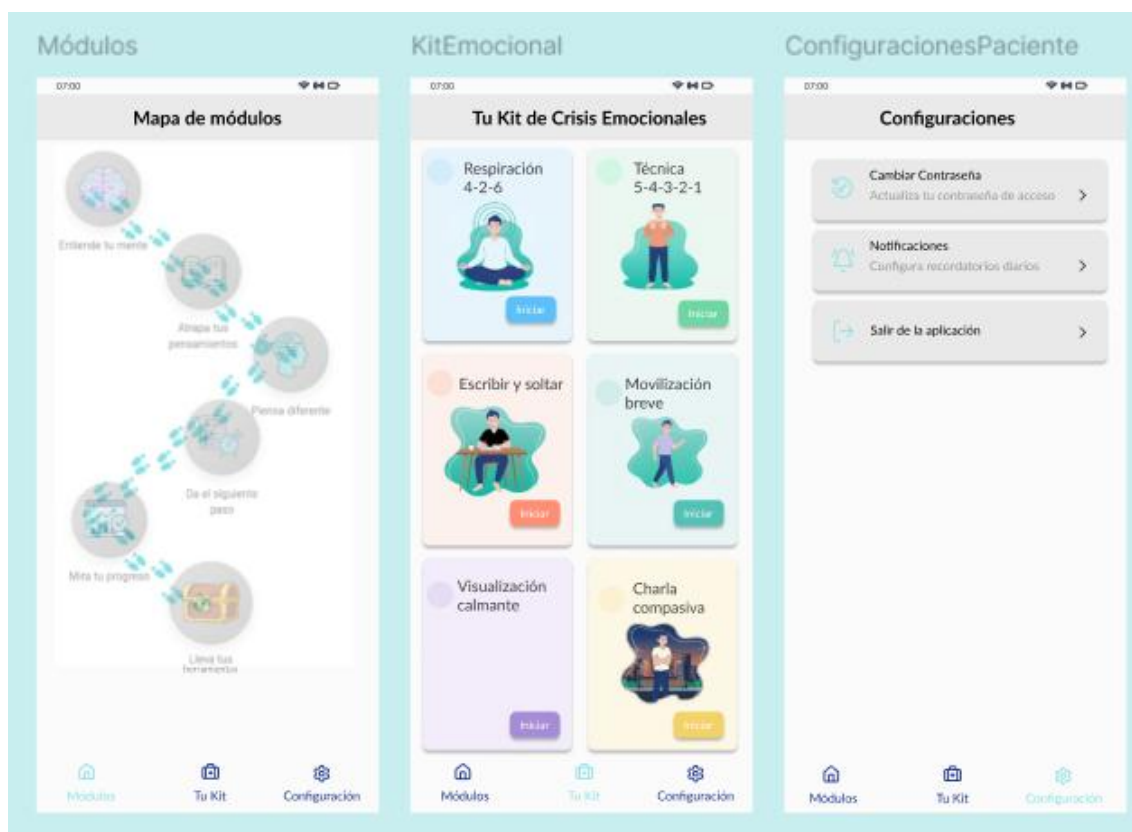 Módulos
07:00
Mapa de módulos
Entiende tu mente
Atrapa tus
pensamientos
Piensa diferente
Da el siguiente
paso
Mira tu progreso
Lleva tus
herramientas
Módulos
Tu Kit
Configuración
KitEmocional
07:00
Tu Kit de Crisis Emocionales
Respiración
4-2-6
Iniciar
Técnica
5-4-3-2-1
Iniciar
Escribir y soltar
Iniciar
Movilización
breve
Iniciar
Visualización
calmante
Iniciar
Charla
compasiva
Iniciar
Módulos
Tu Kit
Configuración
ConfiguracionesPaciente
07:00
Configuraciones
Cambiar Contraseña
Actualiza tu contraseña de acceso
Notificaciones
Configura recordatorios diarios
Salir de la aplicación
Módulos
Tu Kit
Configuración